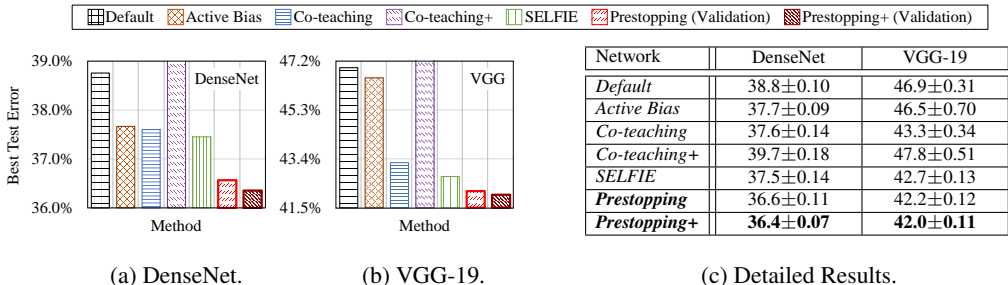 Default Active Bias Co-teaching Co-teaching+ SELFIE Prestopping (Validation) Prestopping+ (Validation)
Best Test Error
39.0%
38.0%
37.0%
36.0%
DenseNet
Method
(a) DenseNet.
47.2%
45.3%
43.4%
41.5%
VGG
Method
(b) VGG-19.
Network DenseNet VGG-19
Default 38.8±0.10 46.9±0.31
Active Bias 37.7±0.09 46.5±0.70
Co-teaching 37.6±0.14 43.3±0.34
Co-teaching+ 39.7±0.18 47.8±0.51
SELFIE 37.5±0.14 42.7±0.13
Prestopping 36.6±0.11 42.2±0.12
Prestopping+ 36.4±0.07 42.0±0.11
(c) Detailed Results.